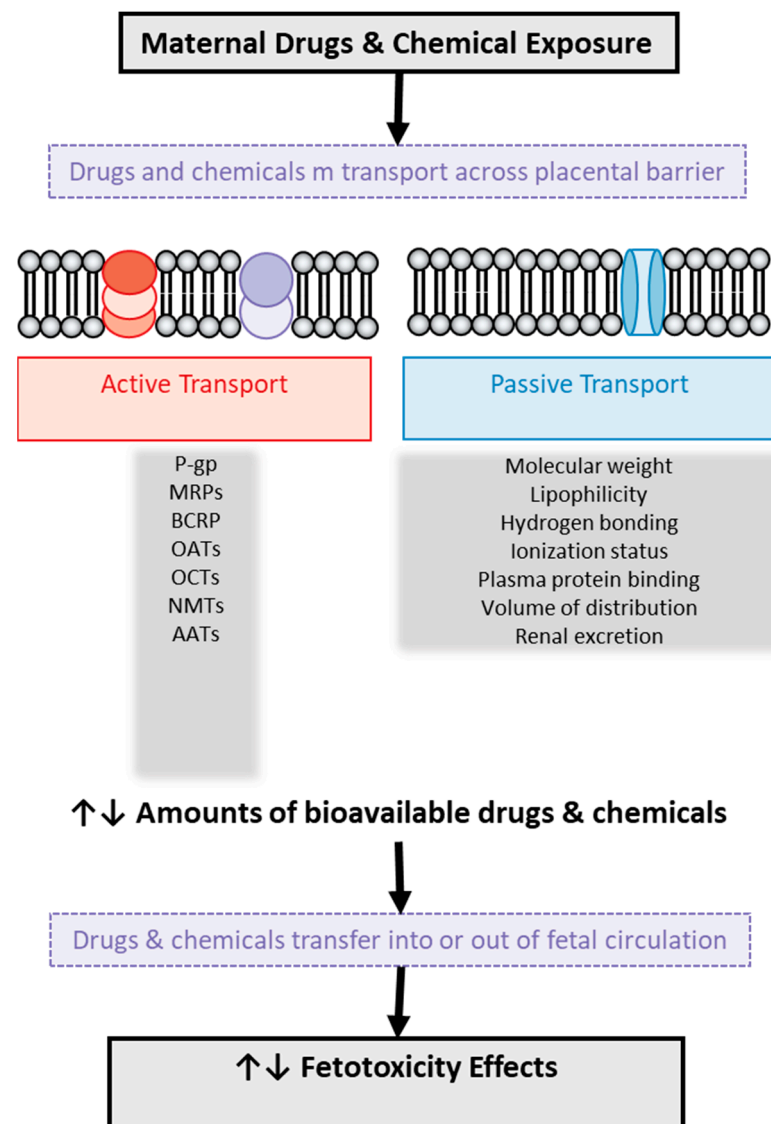 Maternal Drugs & Chemical Exposure
Drugs and chemicals m transport across placental barrier
Active Transport
Passive Transport
P-gp
MRPs
BCRP
OATs
OCTs
NMTs
AATs
Molecular weight
Lipophilicity
Hydrogen bonding
Ionization status
Plasma protein binding
Volume of distribution
Renal excretion
↑↓ Amounts of bioavailable drugs & chemicals
Drugs & chemicals transfer into or out of fetal circulation
↑↓ Fetotoxicity Effects